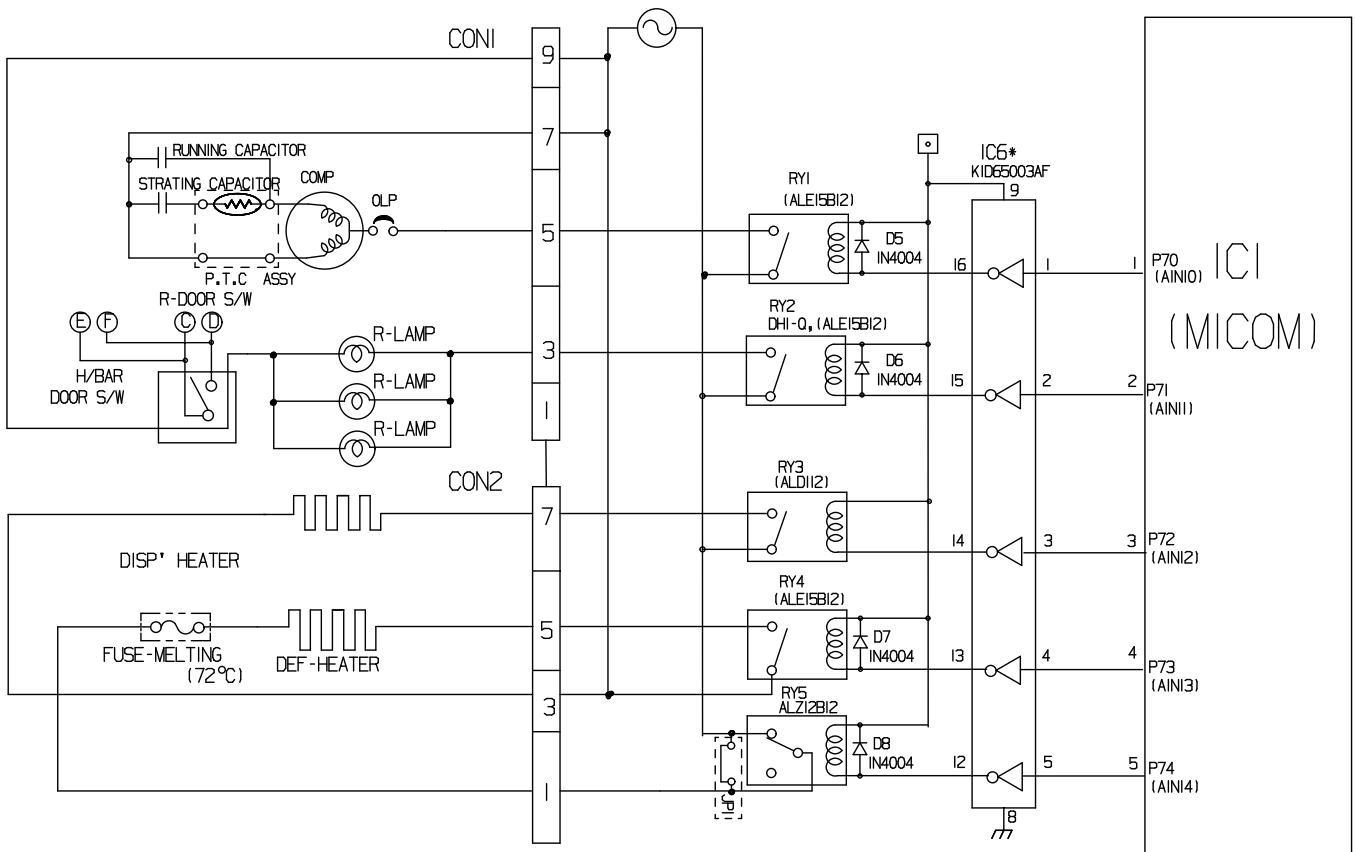 CON1
9
7
5
3
1
RUNNING CAPACITOR
STRATING CAPACITOR
COMP
OLP
P.T.C ASSY
R-DOOR S/W
E F C D
H/BAR
DOOR S/W
R-LAMP
R-LAMP
R-LAMP
CON2
7
5
3
1
DISP' HEATER
FUSE-MELTING
(72°C)
DEF-HEATER
RY1
(ALE15B12)
D5
IN4004
RY2
DH1-Q, (ALE15B12)
D6
IN4004
RY3
(ALD112)
RY4
(ALE15B12)
D7
IN4004
RY5
ALZ12B12
D8
IN4004
JP1
IC6*
KID65003AF
9
16 1
15 2
14 3
13 4
12 5
8
IC1
(MICOM)
1 P70
(AIN10)
2 P71
(AIN11)
3 P72
(AIN12)
4 P73
(AIN13)
5 P74
(AIN14)